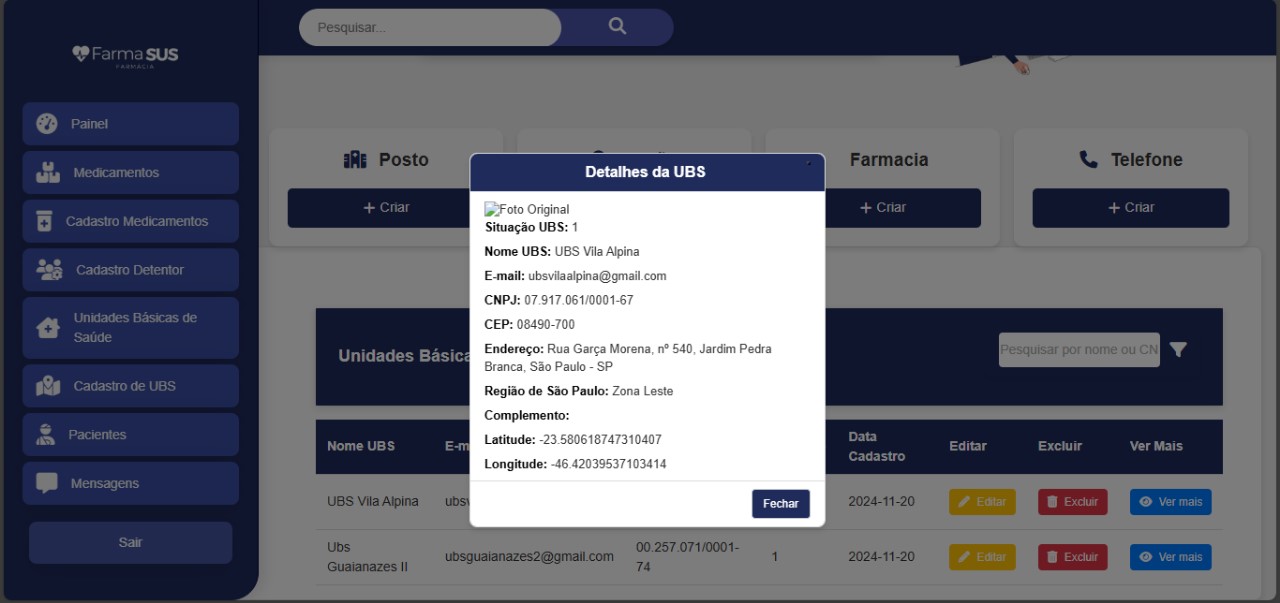 Farma SUS
FARMACIA
Pesquisar...
Painel
Medicamentos
Cadastro Medicamentos
Cadastro Detentor
Unidades Básicas de
Saúde
Cadastro de UBS
Pacientes
Mensagens
Sair
Posto
Farmacia
Telefone
+ Criar
+ Criar
+ Criar
Detalhes da UBS
Foto Original
Situação UBS: 1
Nome UBS: UBS Vila Alpina
E-mail: ubsvilaalpina@gmail.com
CNPJ: 07.917.061/0001-67
CEP: 08490-700
Endereço: Rua Garça Morena, nº 540, Jardim Pedra
Branca, São Paulo - SP
Região de São Paulo: Zona Leste
Complemento:
Latitude: -23.580618747310407
Longitude: -46.42039537103414
Fechar
Unidades Básica
Pesquisar por nome ou CN
Nome UBS
E-m
Data
Cadastro
Editar
Excluir
Ver Mais
UBS Vila Alpina
ubsv
2024-11-20
Editar
Excluir
Ver mais
Ubs
Guaianazes II
ubsguaianazes2@gmail.com
00.257.071/0001-
74
1
2024-11-20
Editar
Excluir
Ver mais